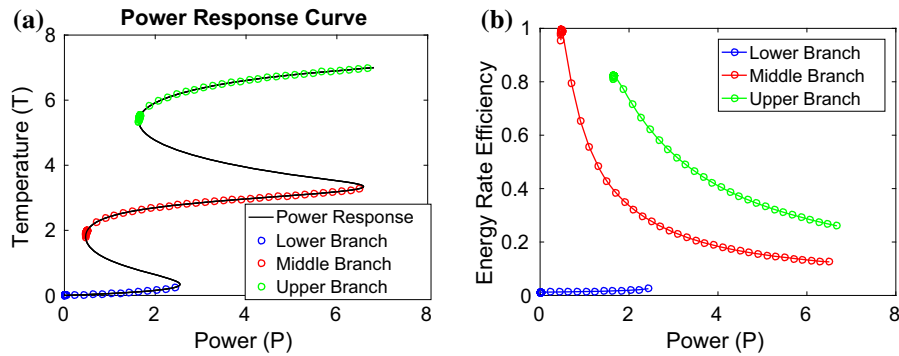 (a)
Power Response Curve
Temperature (T)
8
6
4
2
0
0
2
4
6
8
Power (P)
Power Response
Lower Branch
Middle Branch
Upper Branch
(b)
Energy Rate Efficiency
1
0.8
0.6
0.4
0.2
0
0
2
4
6
8
Power (P)
Lower Branch
Middle Branch
Upper Branch